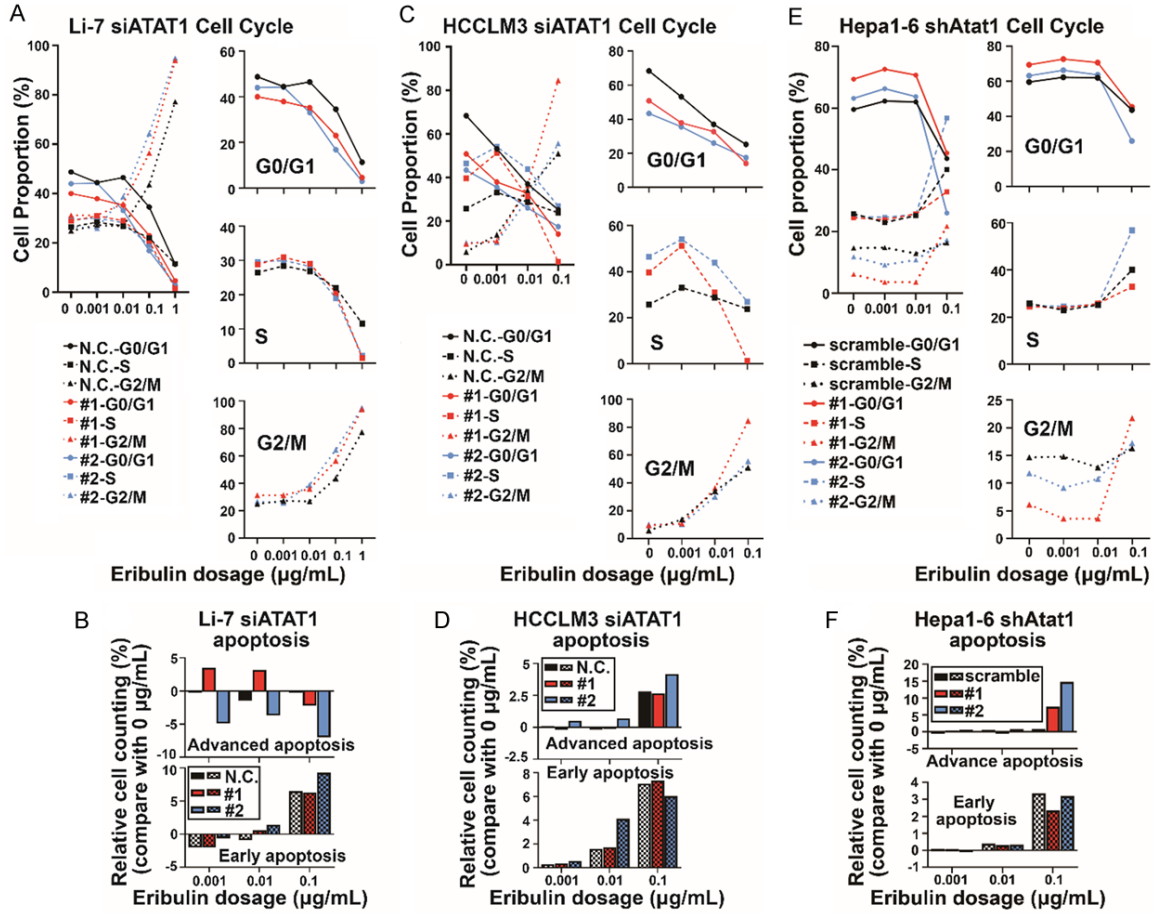 A
Li-7 siATAT1 Cell Cycle
Cell Proportion (%)
100
80
60
40
20
0
0 0.001 0.01 0.1 1
60
40
20
0
G0/G1
40
30
20
10
0
S
100
80
60
40
20
0
G2/M
0 0.001 0.01 0.1 1
N.C.-G0/G1
N.C.-S
N.C.-G2/M
#1-G0/G1
#1-S
#1-G2/M
#2-G0/G1
#2-S
#2-G2/M
Eribulin dosage (μg/mL)
C
HCCLM3 siATAT1 Cell Cycle
Cell Proportion (%)
100
80
60
40
20
0
0 0.001 0.01 0.1
80
60
40
20
0
G0/G1
60
40
20
0
S
100
80
60
40
20
0
G2/M
0 0.001 0.01 0.1
N.C.-G0/G1
N.C.-S
N.C.-G2/M
#1-G0/G1
#1-S
#1-G2/M
#2-G0/G1
#2-S
#2-G2/M
Eribulin dosage (μg/mL)
E
Hepa1-6 shAtat1 Cell Cycle
Cell proportion (%)
80
60
40
20
0
0 0.001 0.01 0.1
80
60
40
20
0
G0/G1
60
40
20
0
S
25
20
15
10
5
0
G2/M
0 0.001 0.01 0.1
scramble-G0/G1
scramble-S
scramble-G2/M
#1-G0/G1
#1-S
#1-G2/M
#2-G0/G1
#2-S
#2-G2/M
Eribulin dosage (μg/mL)
B
Li-7 siATAT1
apoptosis
Relative cell counting (%)
(compare with 0 μg/mL)
5
0
-5
-10
Advanced apoptosis
10
5
0
-5
N.C.
#1
#2
Early apoptosis
0.001 0.01 0.1
Eribulin dosage (μg/mL)
D
HCCLM3 siATAT1
apoptosis
Relative cell counting (%)
(compare with 0 μg/mL)
5
2.5
0
-2.5
N.C.
#1
#2
Advanced apoptosis
8
6
4
2
0
Early apoptosis
0.001 0.01 0.1
Eribulin dosage (μg/mL)
F
Hepa1-6 shAtat1
apoptosis
Relative cell counting (%)
(compare with 0 μg/mL)
20
15
10
5
0
-5
scramble
#1
#2
Advance apoptosis
4
2
0
-1
Early
apoptosis
0.001 0.01 0.1
Eribulin dosage (μg/mL)